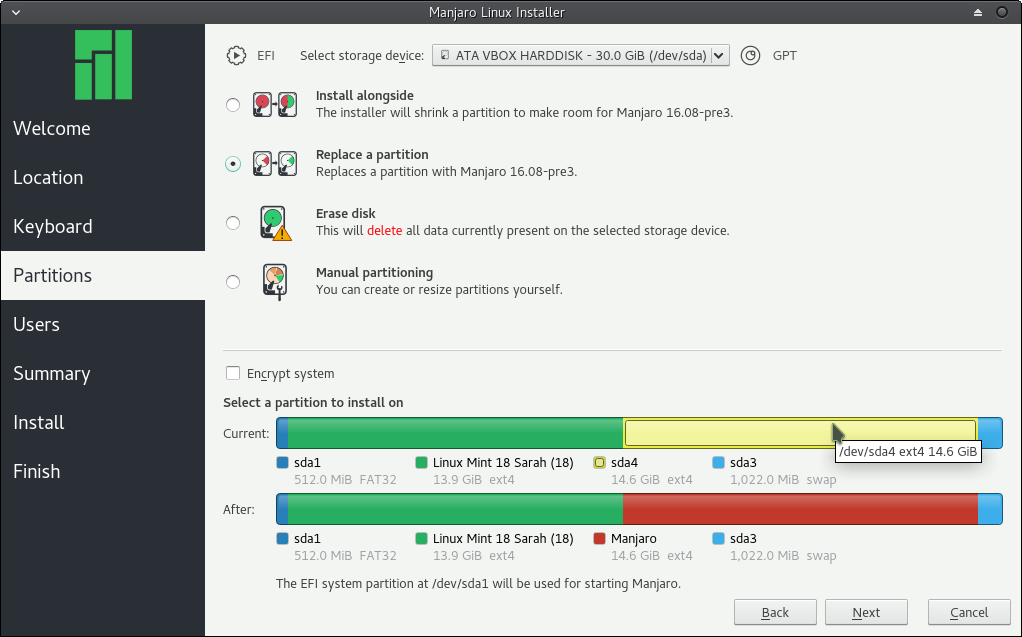 Manjaro Linux Installer
Welcome
Location
Keyboard
Partitions
Users
Summary
Install
Finish
EFI Select storage device: ATA VBOX HARDDISK - 30.0 GiB (/dev/sda) GPT
Install alongside
The installer will shrink a partition to make room for Manjaro 16.08-pre3.
Replace a partition
Replaces a partition with Manjaro 16.08-pre3.
Erase disk
This will delete all data currently present on the selected storage device.
Manual partitioning
You can create or resize partitions yourself.
Encrypt system
Select a partition to install on
Current:
/dev/sda4 ext4 14.6 GiB
sda1 Linux Mint 18 Sarah (18) sda4 sda3
512.0 MiB FAT32 13.9 GiB ext4 14.6 GiB ext4 1,022.0 MiB swap
After:
sda1 Linux Mint 18 Sarah (18) Manjaro sda3
512.0 MiB FAT32 13.9 GiB ext4 14.6 GiB ext4 1,022.0 MiB swap
The EFI system partition at /dev/sda1 will be used for starting Manjaro.
Back Next Cancel